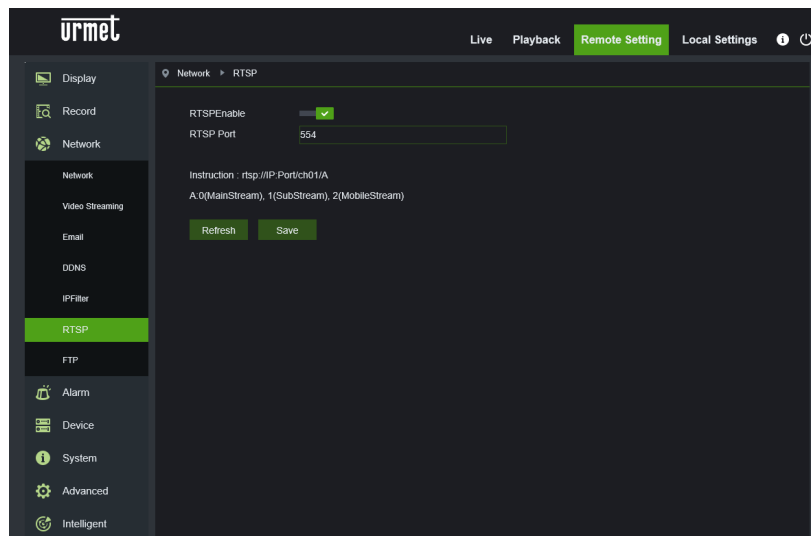 urmet
Live Playback Remote Setting Local Settings
Display
Network RTSP
Record
RTSPEnable
RTSP Port 554
Network
Network
Instruction : rtsp://IP:Port/ch01/A
A:0(MainStream), 1(SubStream), 2(MobileStream)
Video Streaming
Refresh Save
Email
DDNS
IPFilter
RTSP
FTP
Alarm
Device
System
Advanced
Intelligent